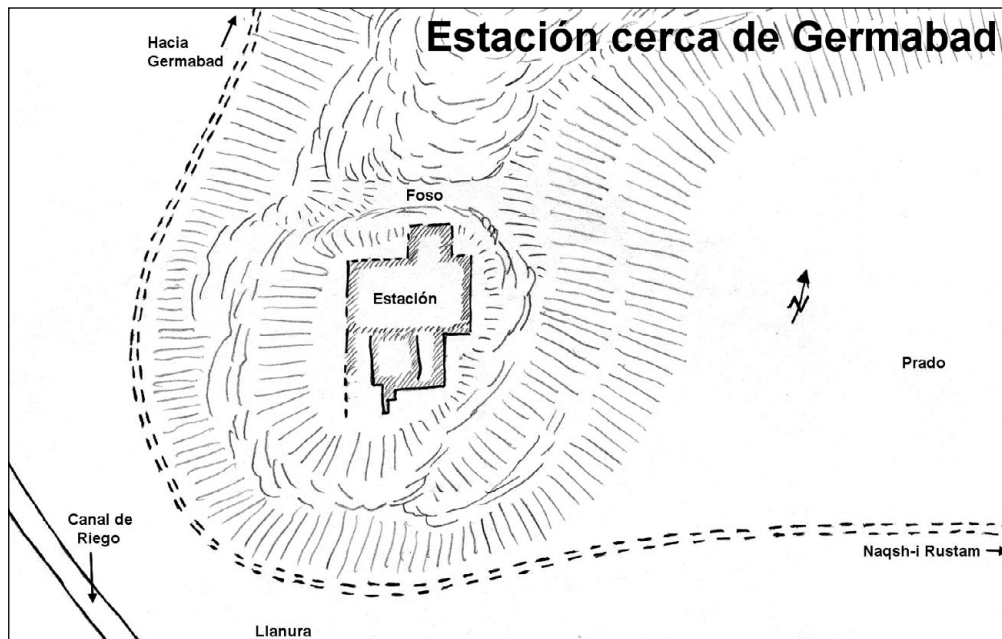 Estación cerca de Germabad
Hacia
Germabad
Foso
Estación
N
Prado
Canal de
Riego
Naqsh-i Rustam
Llanura